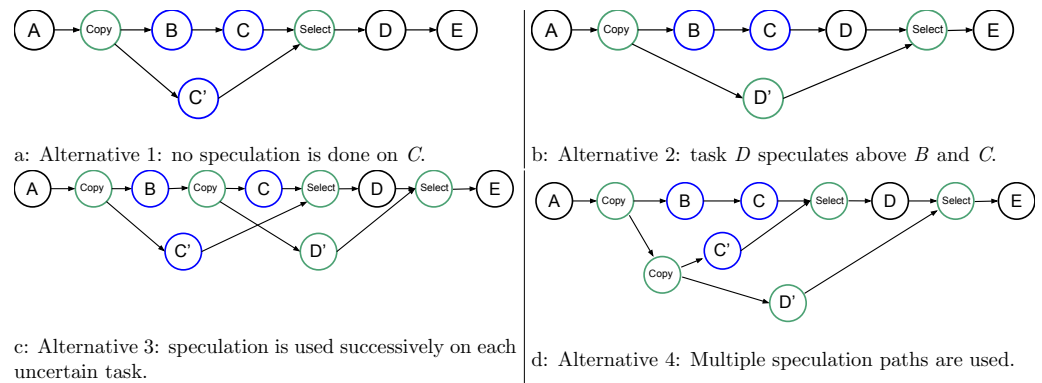 A Copy B C Select D E
C'
a: Alternative 1: no speculation is done on C.
A Copy B C D Select E
D'
b: Alternative 2: task D speculates above B and C.
A Copy B Copy C Select D Select E
C' D'
c: Alternative 3: speculation is used successively on each
uncertain task.
A Copy B C Select D Select E
C'
Copy
D'
d: Alternative 4: Multiple speculation paths are used.